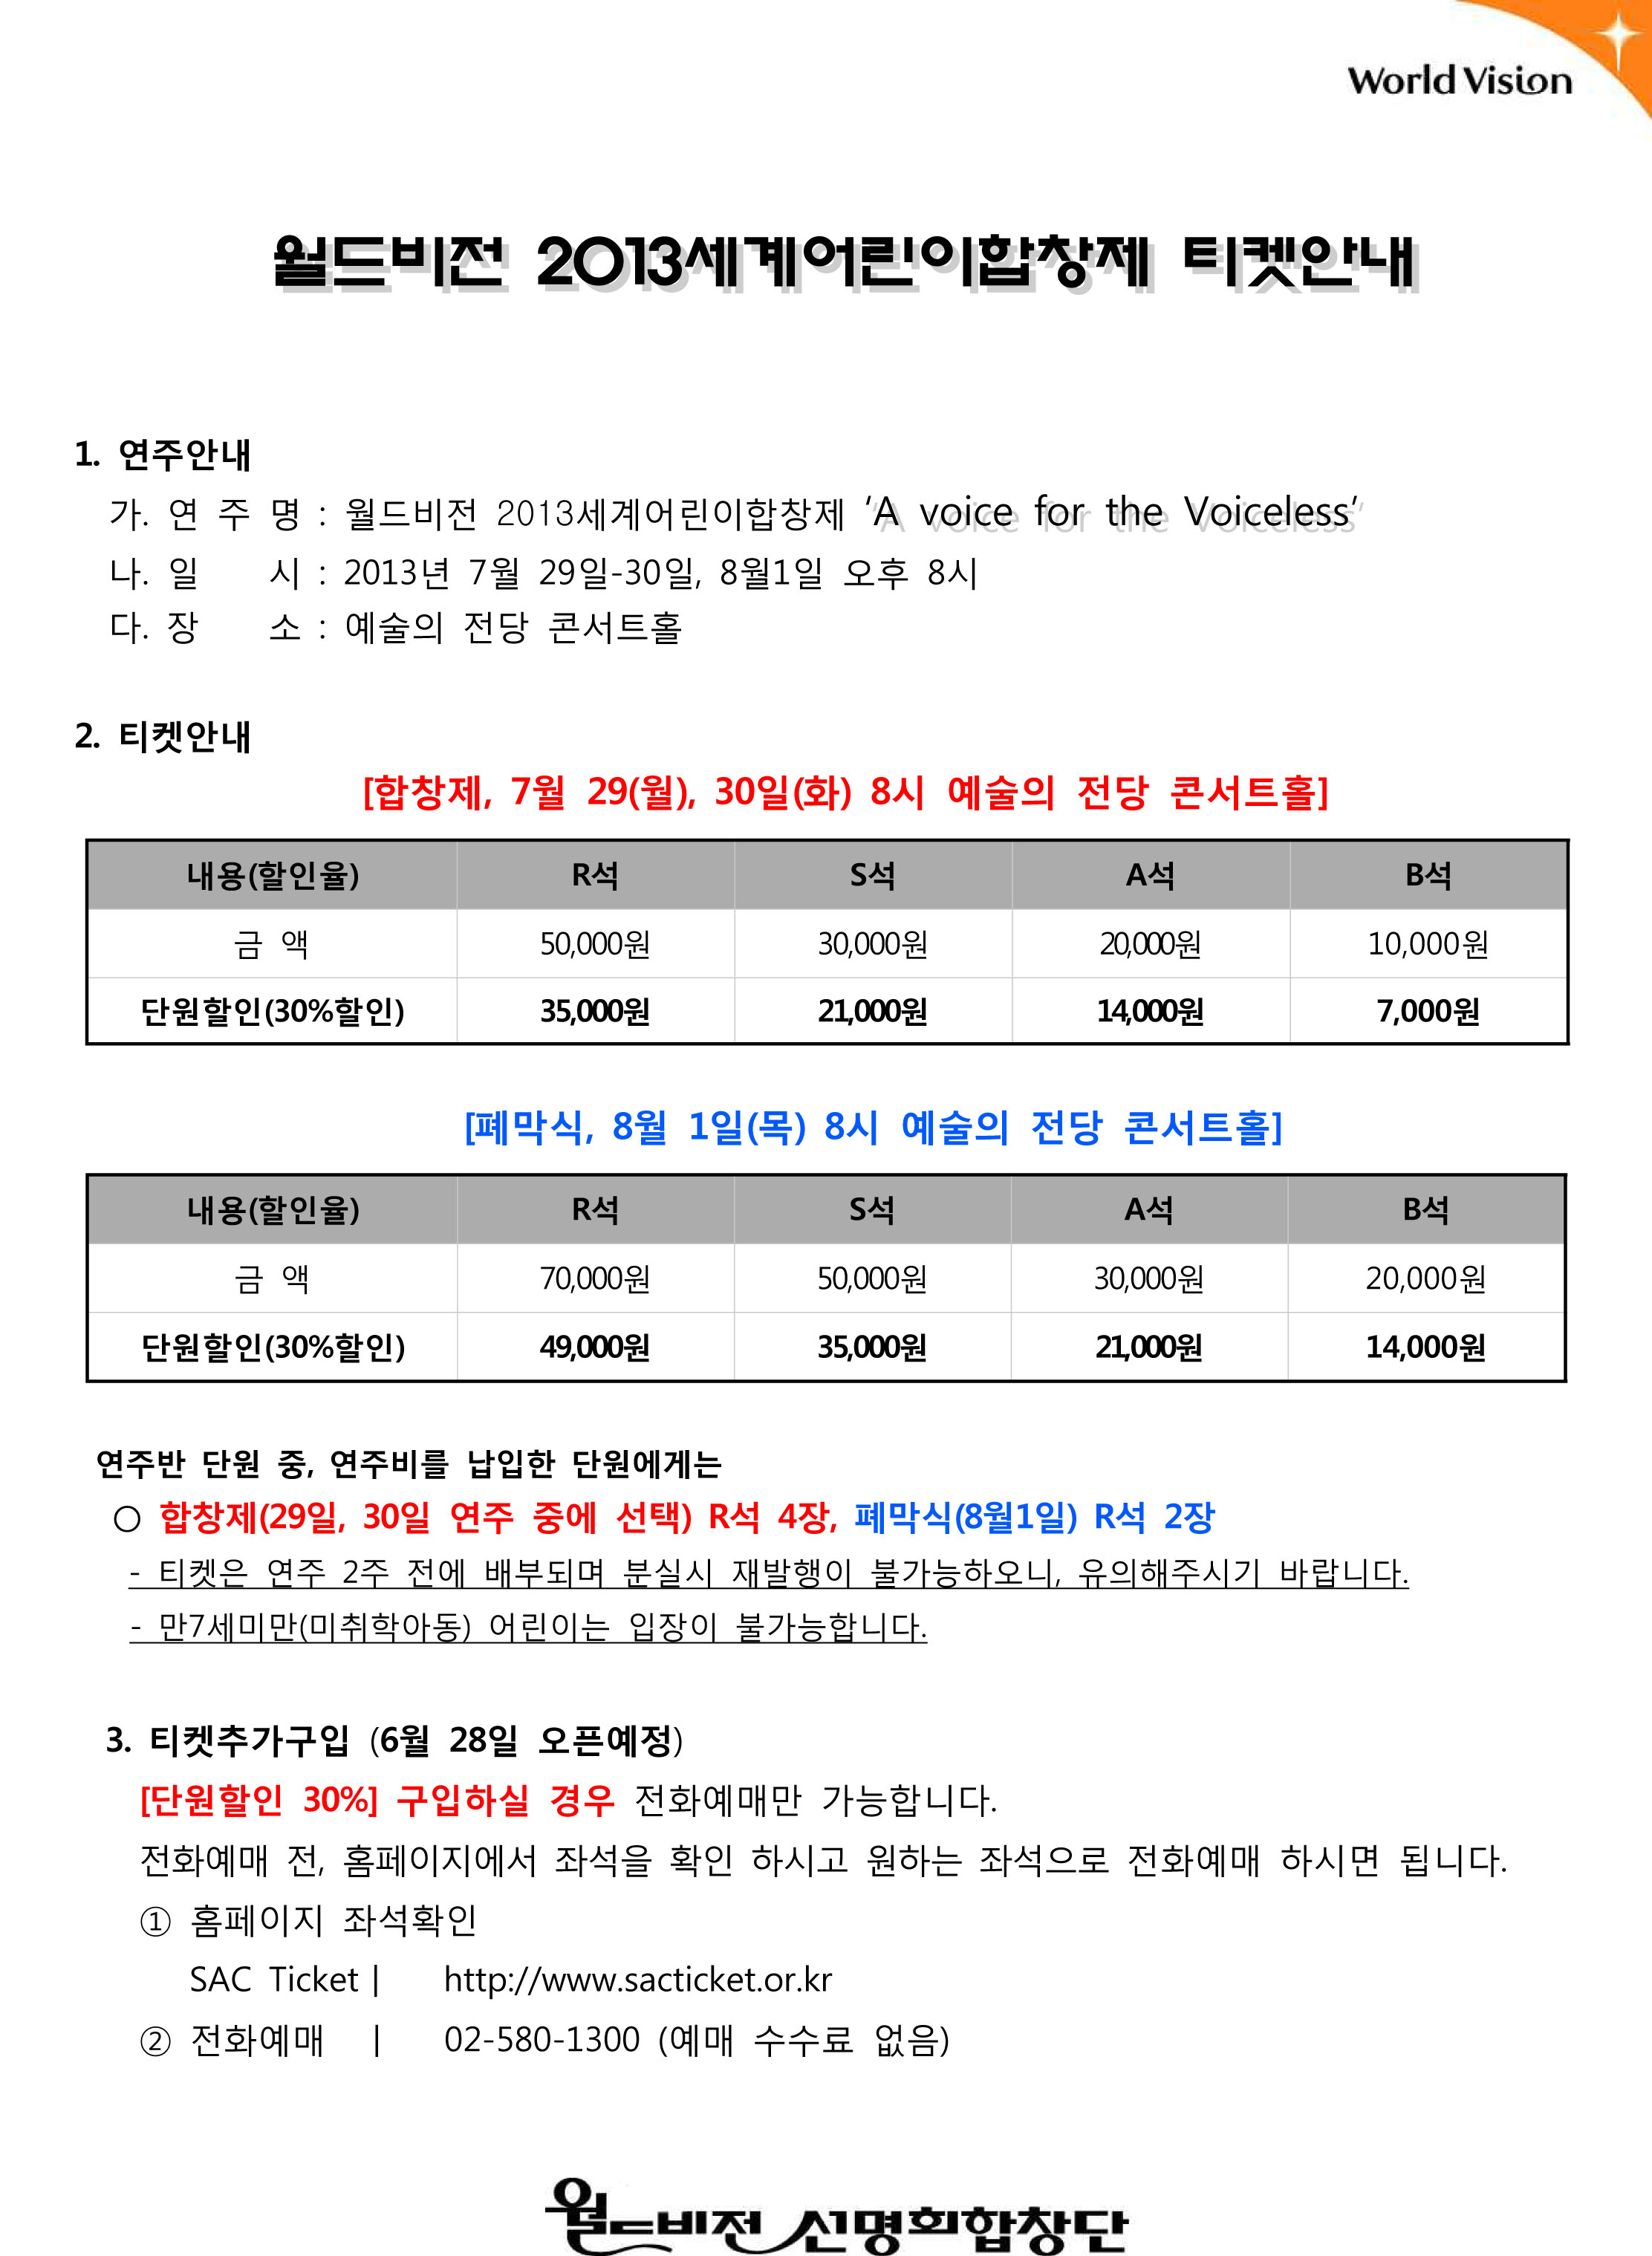 World Vision
월드비전 2013세계어린이합창제 티켓안내
1. 연주안내
가. 연 주 명 : 월드비전 2013세계어린이합창제 ‘A voice for the Voiceless’
나. 일 시 : 2013년 7월 29일-30일, 8월1일 오후 8시
다. 장 소 : 예술의 전당 콘서트홀
2. 티켓안내
[합창제, 7월 29(월), 30일(화) 8시 예술의 전당 콘서트홀]
내용(할인율) R석 S석 A석 B석
금 액 50,000원 30,000원 20,000원 10,000원
단원할인(30%할인) 35,000원 21,000원 14,000원 7,000원
[폐막식, 8월 1일(목) 8시 예술의 전당 콘서트홀]
내용(할인율) R석 S석 A석 B석
금 액 70,000원 50,000원 30,000원 20,000원
단원할인(30%할인) 49,000원 35,000원 21,000원 14,000원
연주반 단원 중, 연주비를 납입한 단원에게는
○ 합창제(29일, 30일 연주 중에 선택) R석 4장, 폐막식(8월1일) R석 2장
- 티켓은 연주 2주 전에 배부되며 분실시 재발행이 불가능하오니, 유의해주시기 바랍니다.
- 만7세미만(미취학아동) 어린이는 입장이 불가능합니다.
3. 티켓추가구입 (6월 28일 오픈예정)
[단원할인 30%] 구입하실 경우 전화예매만 가능합니다.
전화예매 전, 홈페이지에서 좌석을 확인 하시고 원하는 좌석으로 전화예매 하시면 됩니다.
① 홈페이지 좌석확인
SAC Ticket | http://www.sacticket.or.kr
② 전화예매 | 02-580-1300 (예매 수수료 없음)
월드비전 선명회합창단